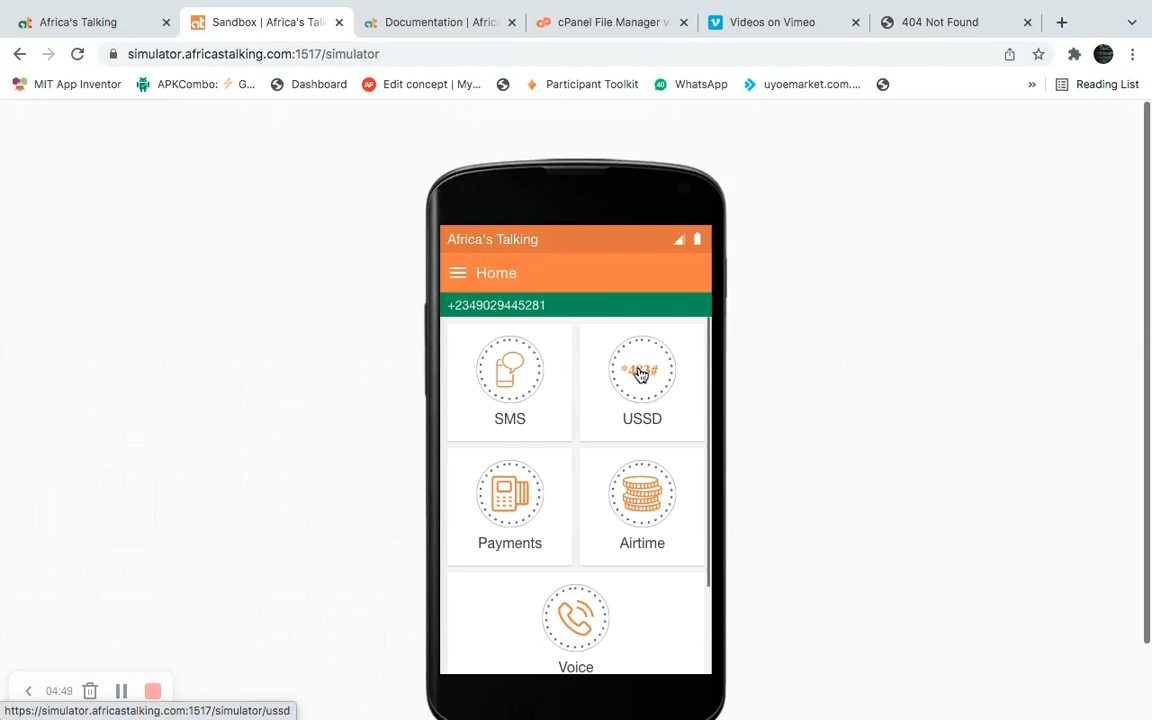 Africa's Talking
Sandbox | Africa's Talk
Documentation | Africa
cPanel File Manager v
Videos on Vimeo
404 Not Found
simulator.africastalking.com:1517/simulator
MIT App Inventor
APKCombo: ⚡ G...
Dashboard
Edit concept | My...
Participant Toolkit
WhatsApp
uyoemarket.com....
»
Reading List
Africa's Talking
Home
+2349029445281
SMS
USSD
Payments
Airtime
Voice
04:49
https://simulator.africastalking.com:1517/simulator/ussd